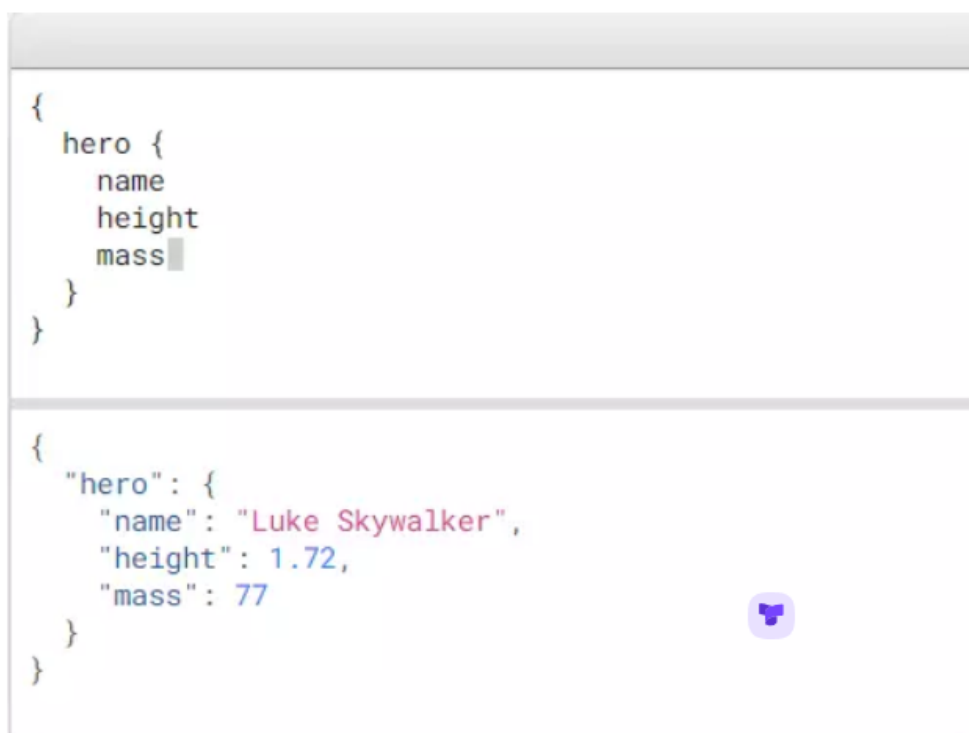 {
  hero {
    name
    height
    mass
  }
}
{
  "hero": {
    "name": "Luke Skywalker",
    "height": 1.72,
    "mass": 77
  }
}